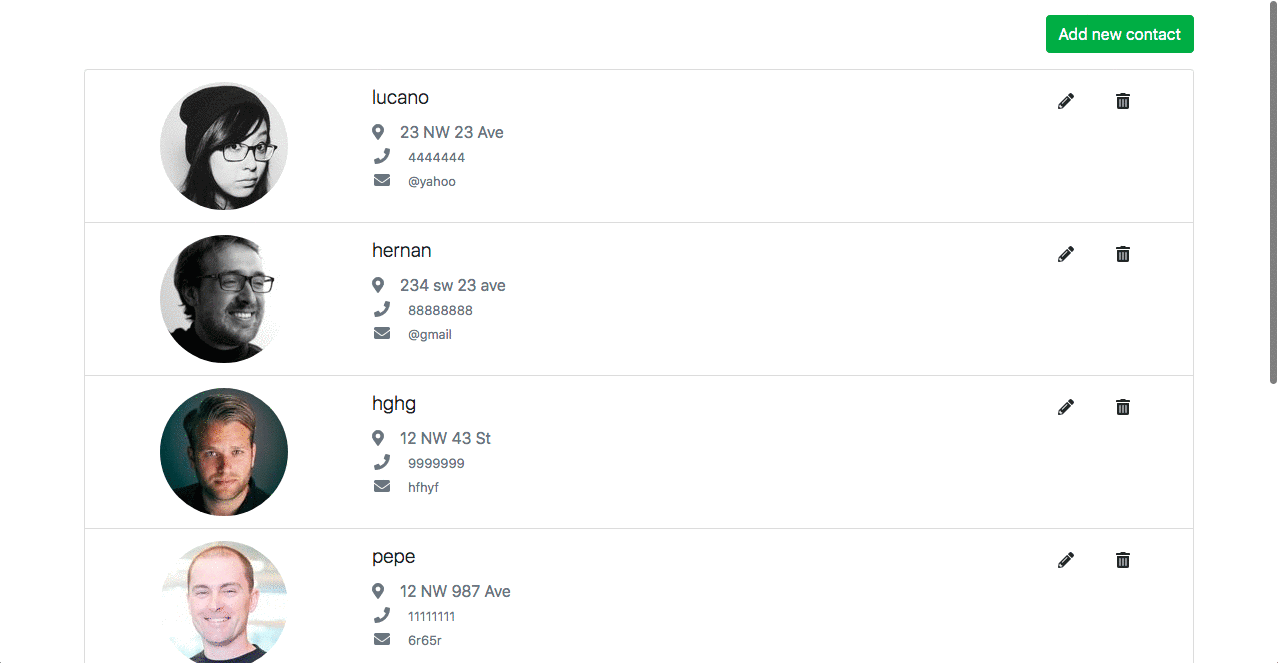 Add new contact
lucano
23 NW 23 Ave
4444444
@yahoo
hernan
234 sw 23 ave
88888888
@gmail
hghg
12 NW 43 St
9999999
hfhyf
pepe
12 NW 987 Ave
11111111
6r65r